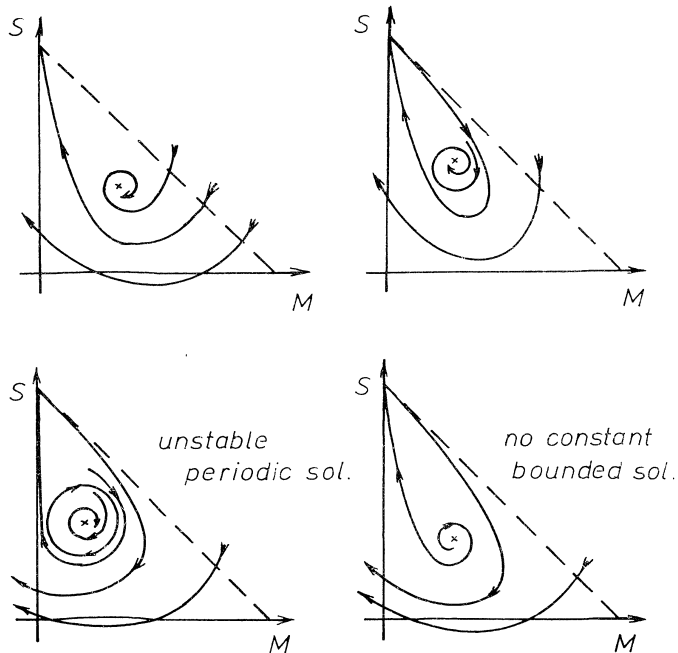 S
M
S
M
S
unstable
periodic sol.
M
S
no constant
bounded sol.
M